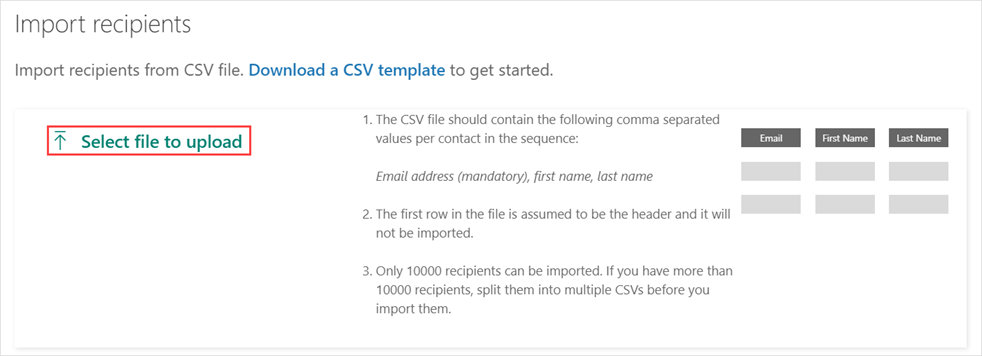 Import recipients
Import recipients from CSV file. Download a CSV template to get started.
Select file to upload
1. The CSV file should contain the following comma separated
values per contact in the sequence:
Email address (mandatory), first name, last name
2. The first row in the file is assumed to be the header and it will
not be imported.
3. Only 10000 recipients can be imported. If you have more than
10000 recipients, split them into multiple CSVs before you
import them.
Email First Name Last Name